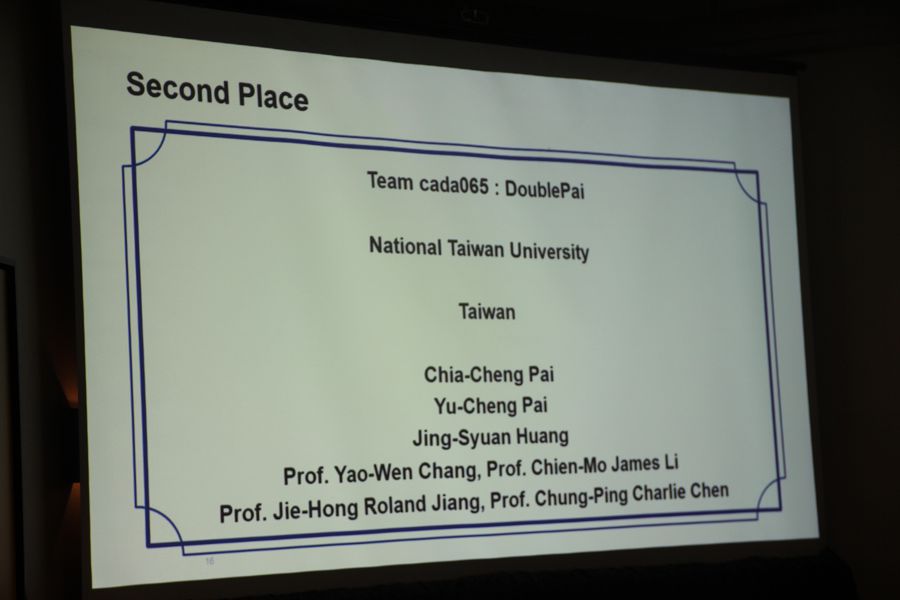 Second Place
Team cada065 : DoublePai
National Taiwan University
Taiwan
Chia-Cheng Pai
Yu-Cheng Pai
Jing-Syuan Huang
Prof. Yao-Wen Chang, Prof. Chien-Mo James Li
Prof. Jie-Hong Roland Jiang, Prof. Chung-Ping Charlie Chen
16